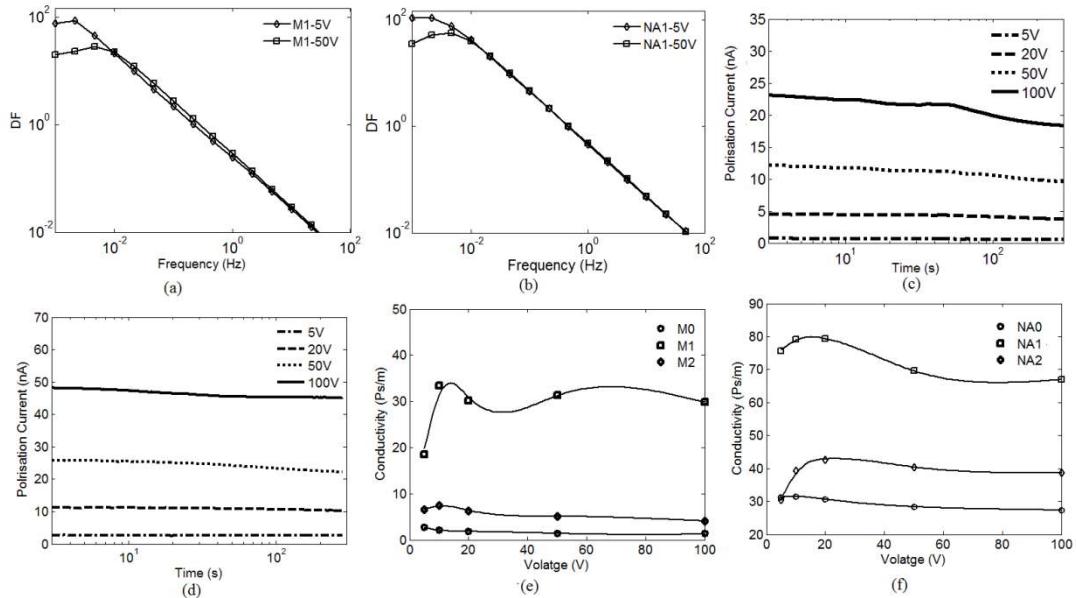 10²
10⁰
10⁻²
DF
M1-5V
M1-50V
10⁻²
10⁰
10²
Frequency (Hz)
(a)
10²
10⁰
10⁻²
DF
NA1-5V
NA1-50V
10⁻²
10⁰
10²
Frequency (Hz)
(b)
35
30
25
20
15
10
5
0
Polrisation Current (nA)
5V
20V
50V
100V
10¹
10²
Time (s)
(c)
70
60
50
40
30
20
10
0
Polrisation Current (nA)
5V
20V
50V
100V
10¹
10²
Time (s)
(d)
50
40
30
20
10
0
Conductivity (Ps/m)
M0
M1
M2
0
20
40
60
80
100
Volatge (V)
(e)
90
80
70
60
50
40
30
20
Conductivity (Ps/m)
NA0
NA1
NA2
0
20
40
60
80
100
Volatge (V)
(f)